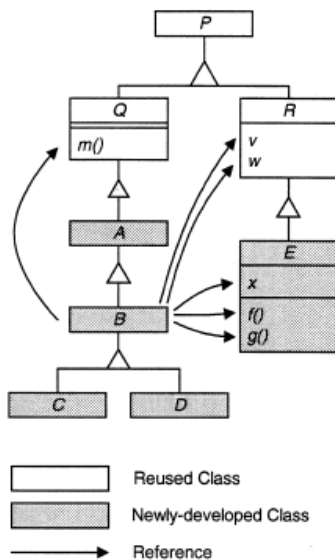 P
Q
R
m()
v
w
A
E
x
B
f()
g()
C
D
Reused Class
Newly-developed Class
Reference